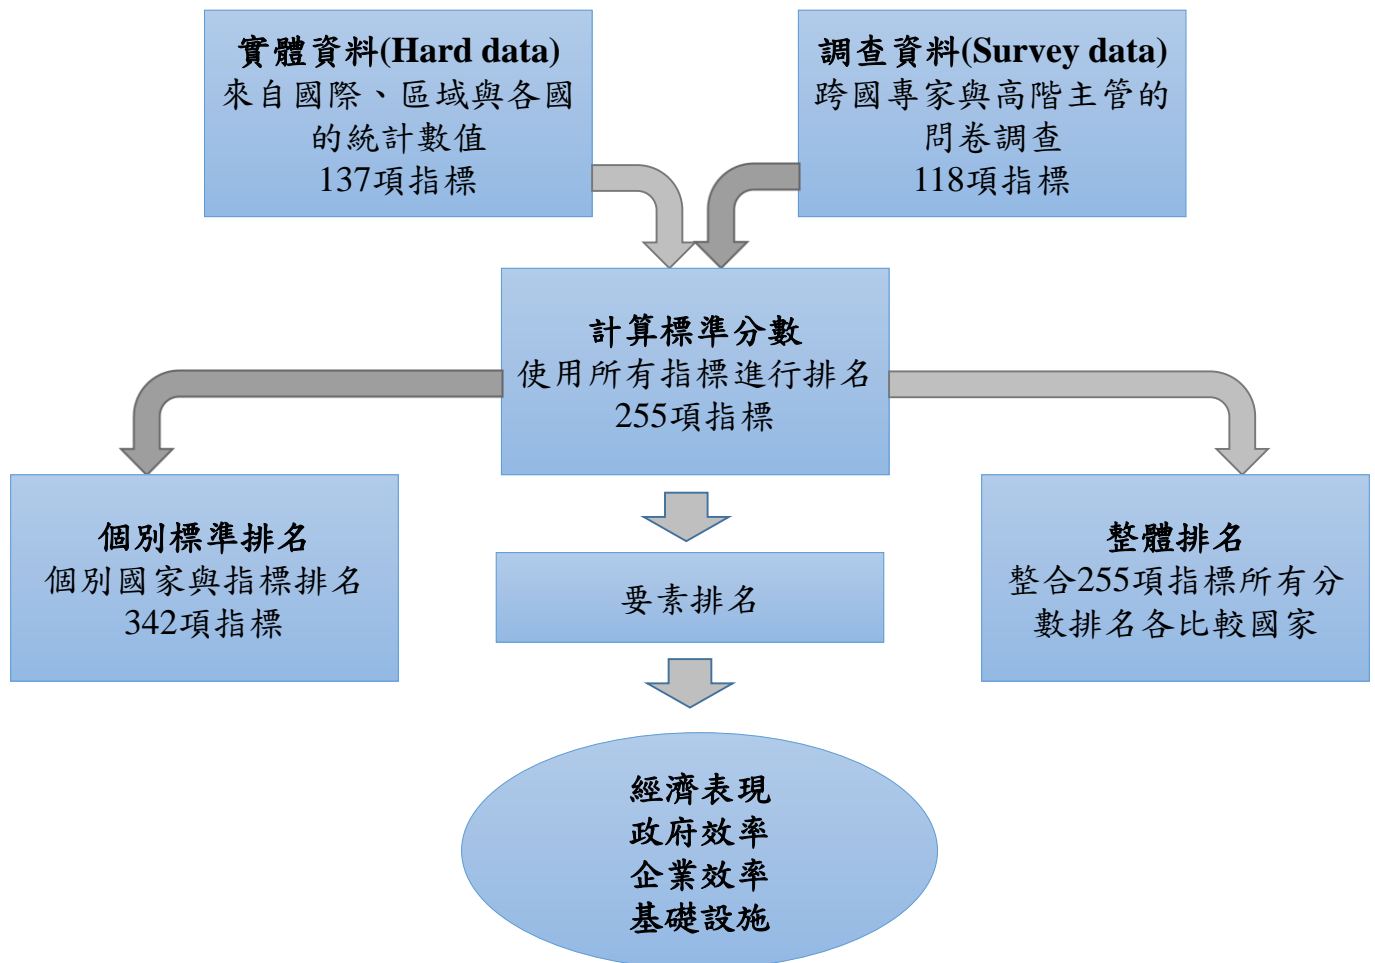 實體資料(Hard data)
來自國際、區域與各國
的統計數值
137項指標
調查資料(Survey data)
跨國專家與高階主管的
問卷調查
118項指標
計算標準分數
使用所有指標進行排名
255項指標
個別標準排名
個別國家與指標排名
342項指標
要素排名
整體排名
整合255項指標所有分
數排名各比較國家
經濟表現
政府效率
企業效率
基礎設施